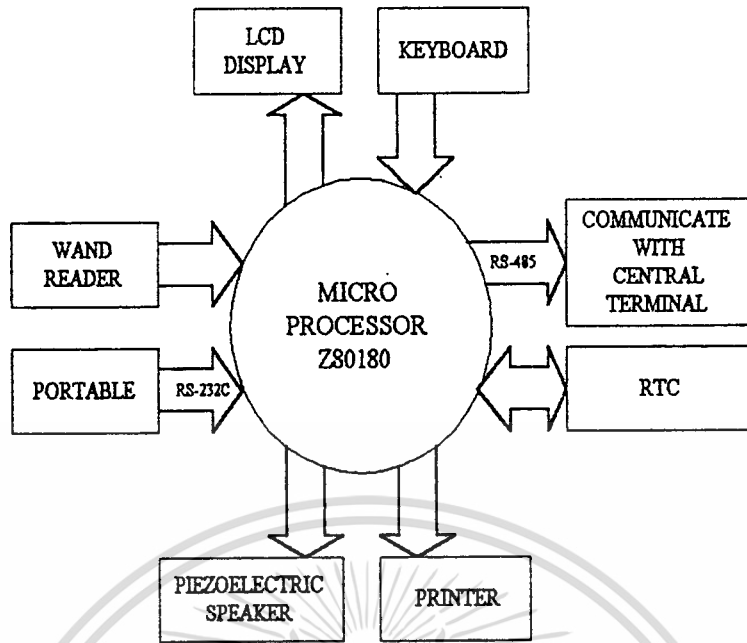 LCD
DISPLAY
KEYBOARD
WAND
READER
RS-485
COMMUNICATE
WITH
CENTRAL
TERMINAL
MICRO
PROCESSOR
Z80180
PORTABLE
RS-232C
RTC
PIEZOELECTRIC
SPEAKER
PRINTER